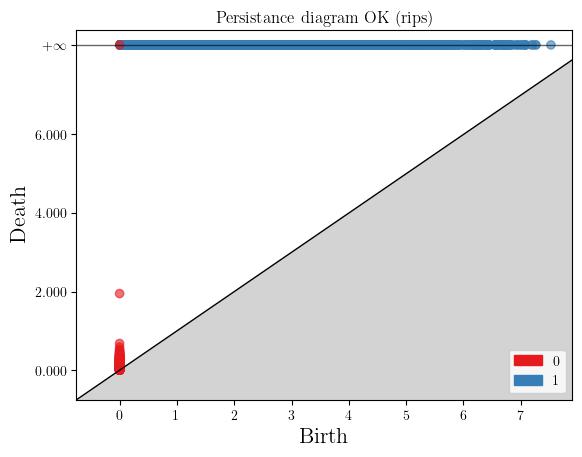 Persistance diagram OK (rips)
+∞
6.000
4.000
2.000
0.000
Death
0
1
0 1 2 3 4 5 6 7
Birth